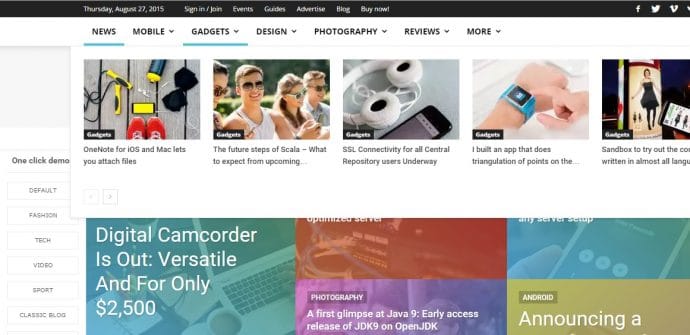 Thursday, August 27, 2015 Sign in / Join Events Guides Advertise Blog Buy now!
NEWS MOBILE GADGETS DESIGN PHOTOGRAPHY REVIEWS MORE
Gadgets Gadgets Gadgets Gadgets Gadgets
OneNote for iOS and Mac lets
you attach files
The future steps of Scala – What
to expect from upcoming...
SSL Connectivity for all Central
Repository users Underway
I built an app that does
triangulation of points on the...
Sandbox to try out the
written in almost all
One click demo
DEFAULT
FASHION
TECH
VIDEO
SPORT
CLASSIC BLOG
Digital Camcorder
Is Out: Versatile
And For Only
$2,500
optimized server
PHOTOGRAPHY
A first glimpse at Java 9: Early access
release of JDK9 on OpenJDK
any server setup
ANDROID
Announcing a